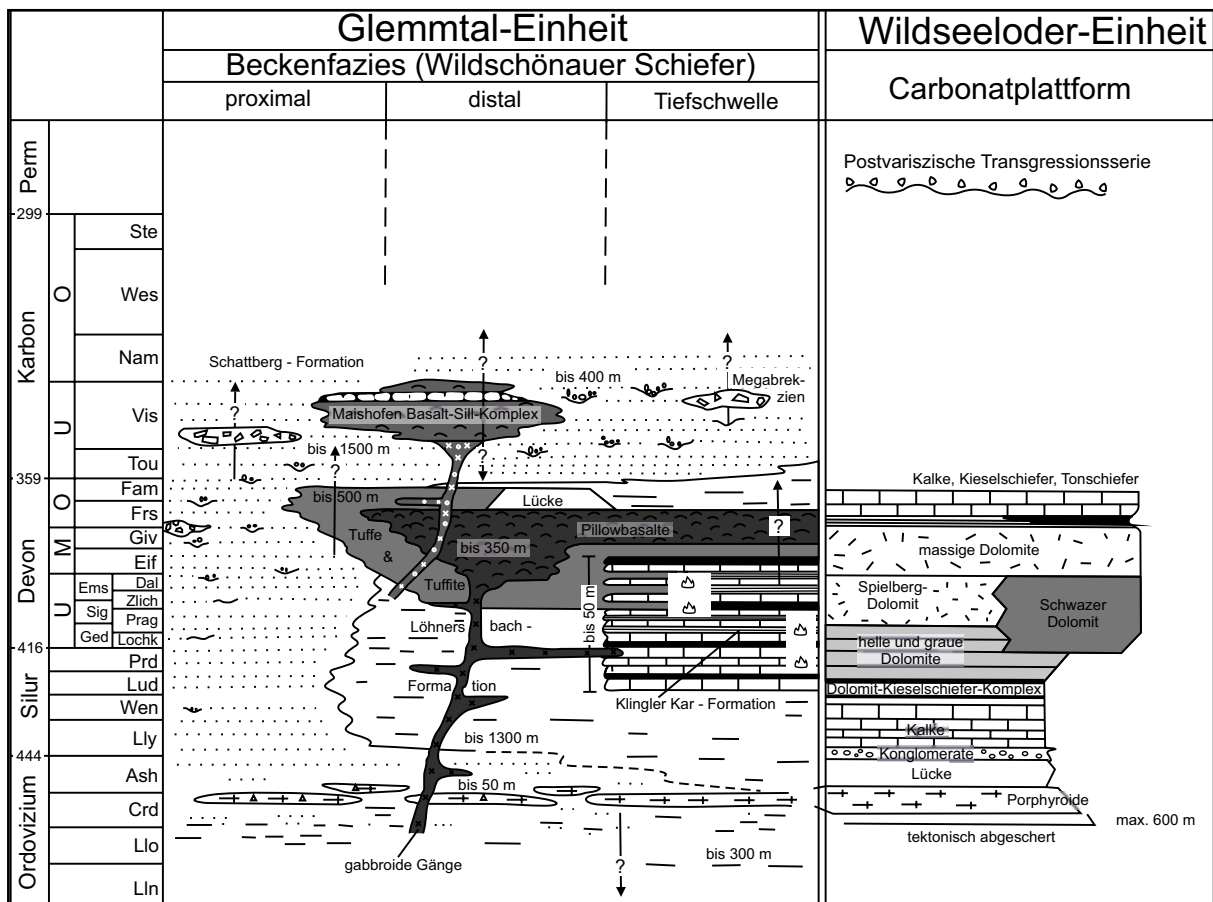 Glemmtal-Einheit
Wildseeloder-Einheit
Beckenfazies (Wildschönauer Schiefer)
Carbonatplattform
proximal
distal
Tiefschwelle
Perm
Postvariszische Transgressionsserie
299
Karbon
O
Ste
Wes
Nam
Schattberg - Formation
?
?
bis 400 m
Megabrek-
zien
U
Vis
?
Maishofen Basalt-Sill-Komplex
bis 1500 m
Tou
?
?
359
Devon
O
Fam
Frs
bis 500 m
Lücke
Kalke, Kieselschiefer, Tonschiefer
M
Giv
Eif
Tuffe
&
Tuffite
bis 350 m
Pillowbasalte
?
massige Dolomite
U
Ems
Sig
Ged
Dal
Zlich
Prag
Lochk
Löhners
bach -
bis 50 m
Spielberg-
Dolomit
Schwazer
Dolomit
helle und graue
Dolomite
416
Silur
Prd
Lud
Wen
Lly
Forma
tion
Klingler Kar - Formation
Dolomit-Kieselschiefer-Komplex
Kalke
bis 1300 m
Konglomerate
444
Ordovizium
Ash
Crd
Llo
Lln
bis 50 m
Lücke
Porphyroide
max. 600 m
tektonisch abgeschert
gabbroide Gänge
?
bis 300 m